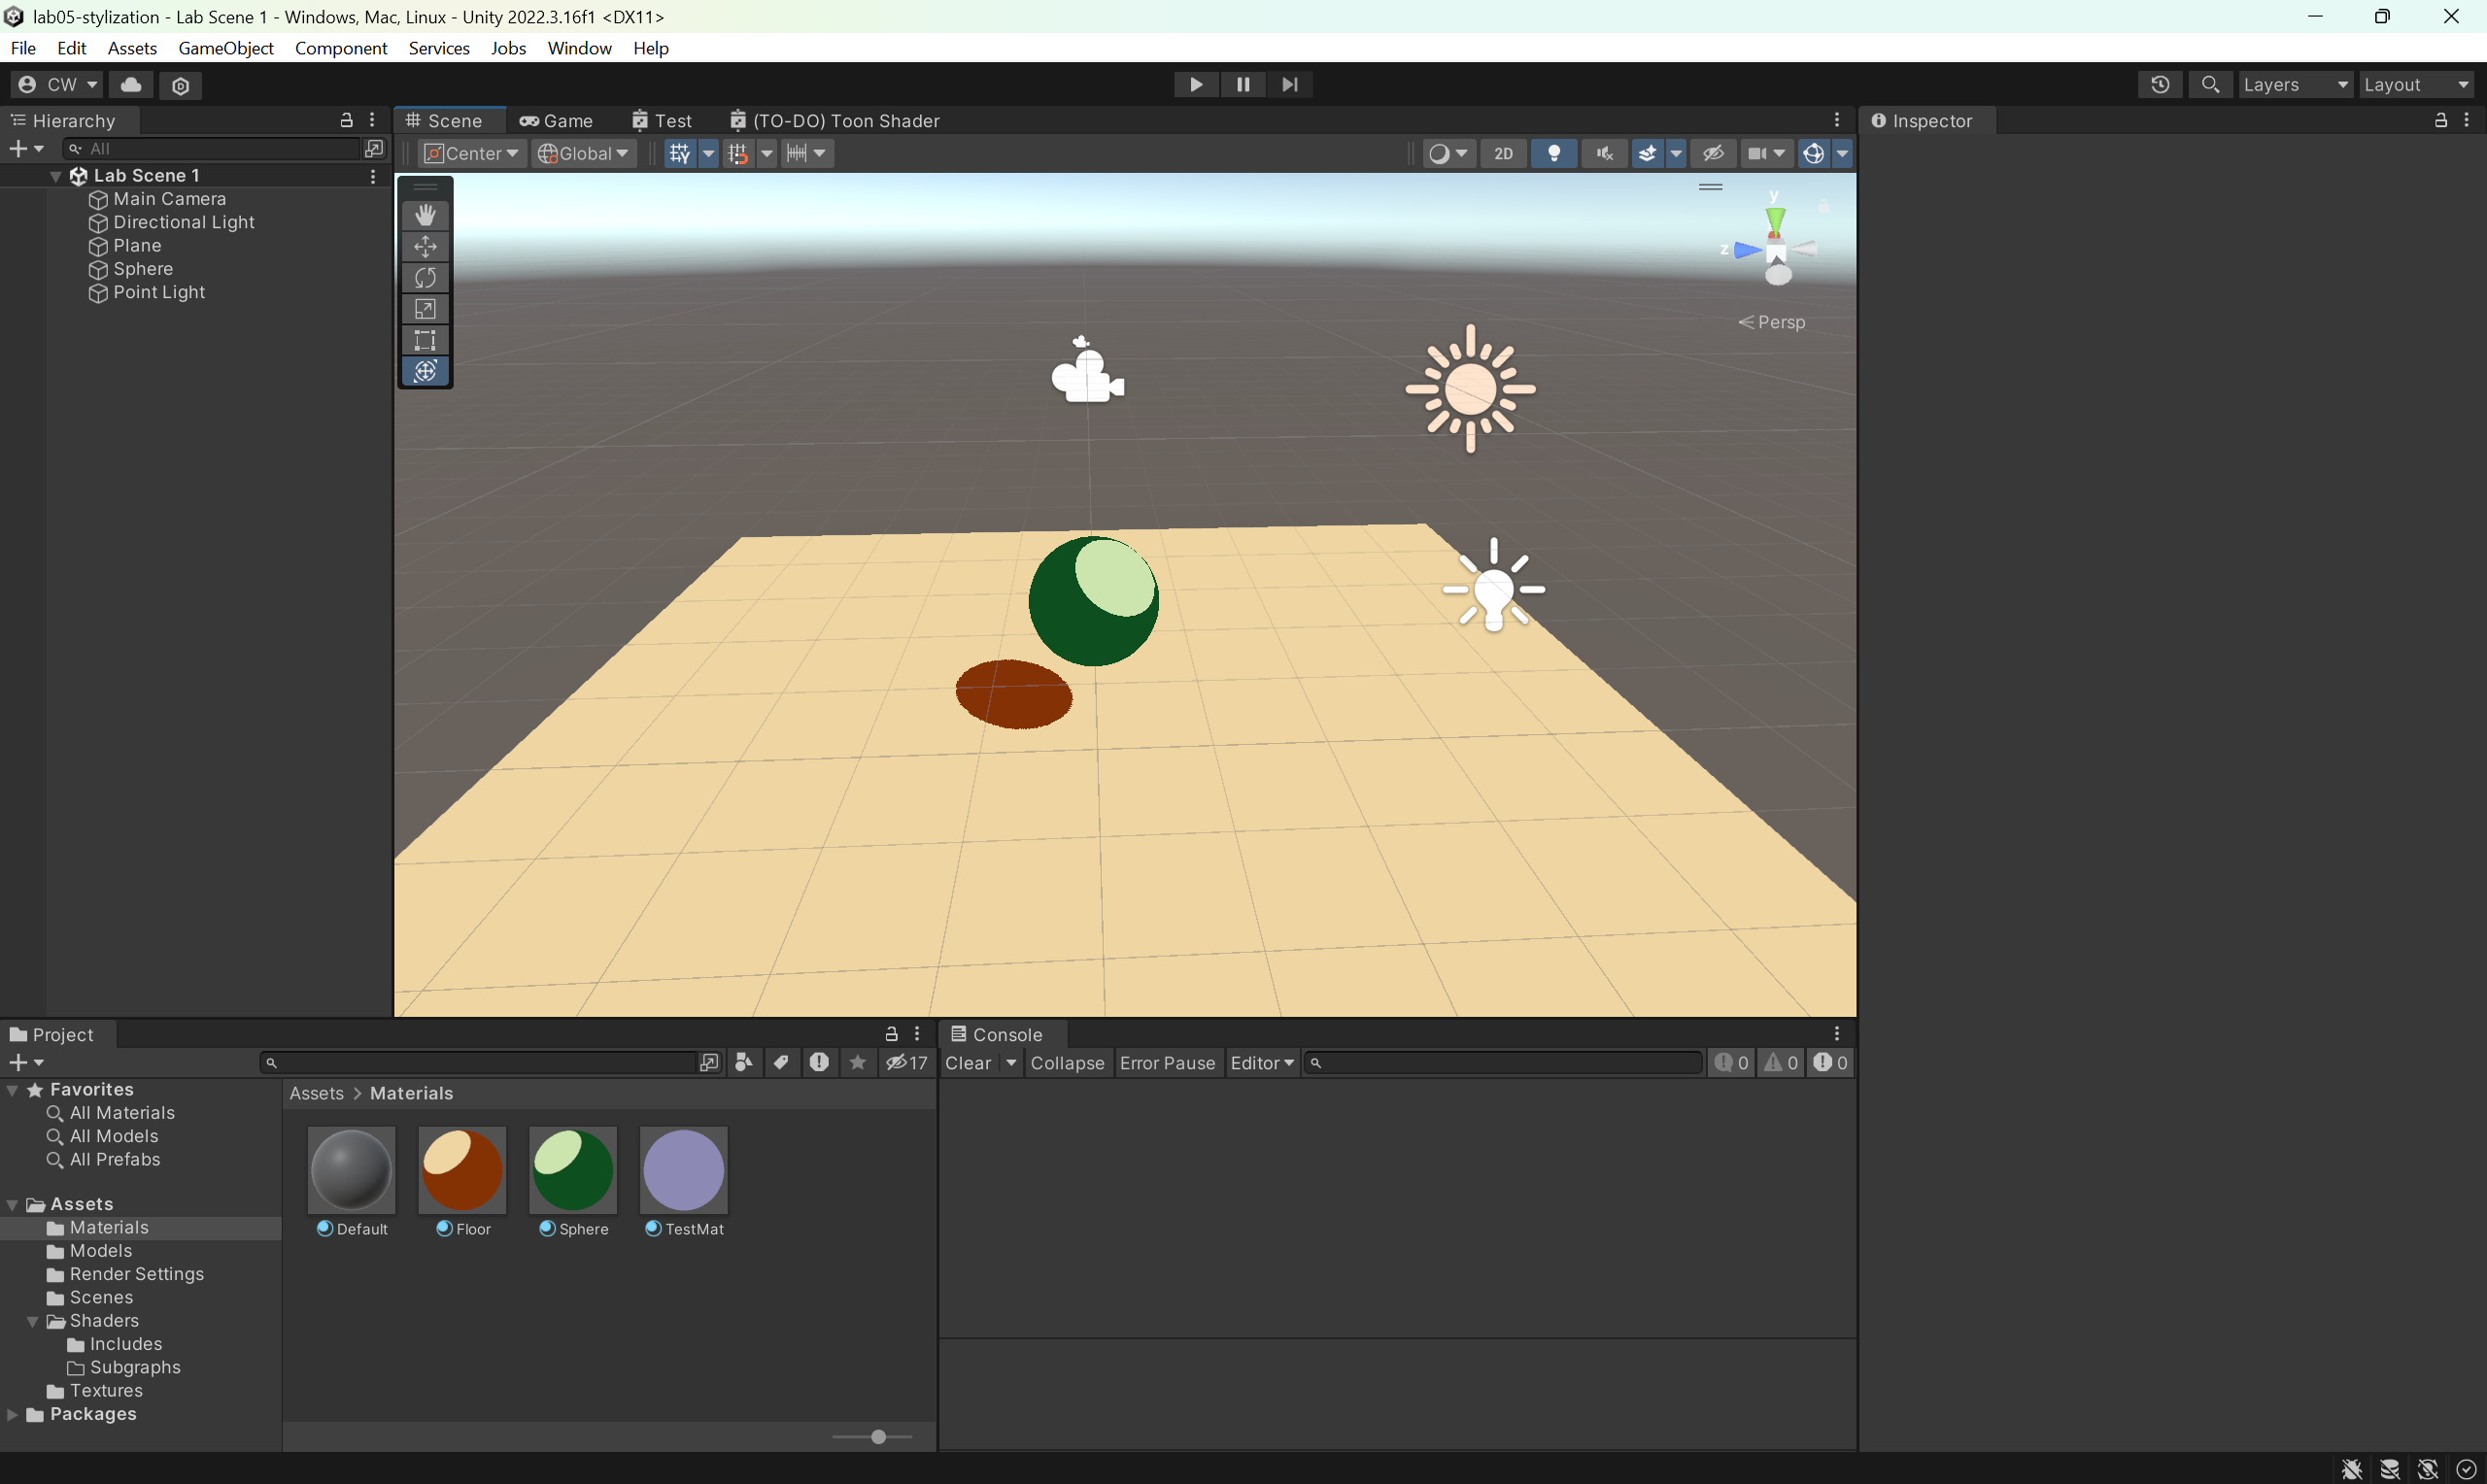 lab05-stylization - Lab Scene 1 - Windows, Mac, Linux - Unity 2022.3.16f1 <DX11>
File Edit Assets GameObject Component Services Jobs Window Help
CW Layers Layout
Hierarchy
All
Lab Scene 1
Main Camera
Directional Light
Plane
Sphere
Point Light
Scene Game Test (TO-DO) Toon Shader
Center Global 2D
y
z
Persp
Inspector
Project
17
Favorites
All Materials
All Models
All Prefabs
Assets
Materials
Models
Render Settings
Scenes
Shaders
Includes
Subgraphs
Textures
Packages
Assets > Materials
Default Floor Sphere TestMat
Console
Clear Collapse Error Pause Editor 0 0 0